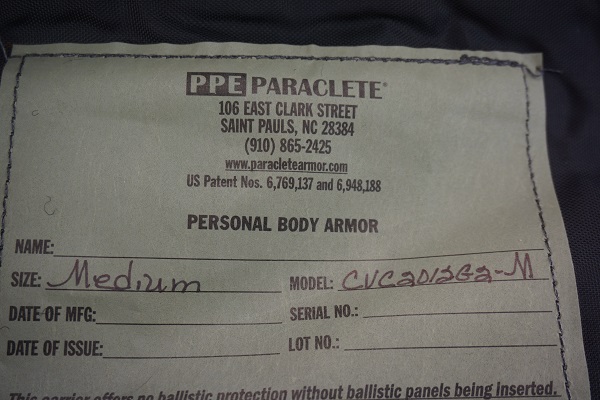 PPE PARACLETE®
106 EAST CLARK STREET
SAINT PAULS, NC 28384
(910) 865-2425
www.paracletearmor.com
US Patent Nos. 6,769,137 and 6,948,188
PERSONAL BODY ARMOR
NAME:
SIZE: Medium MODEL: CVC2012G2-M
DATE OF MFG: SERIAL NO.:
DATE OF ISSUE: LOT NO.:
This carrier offers no ballistic protection without ballistic panels being inserted.